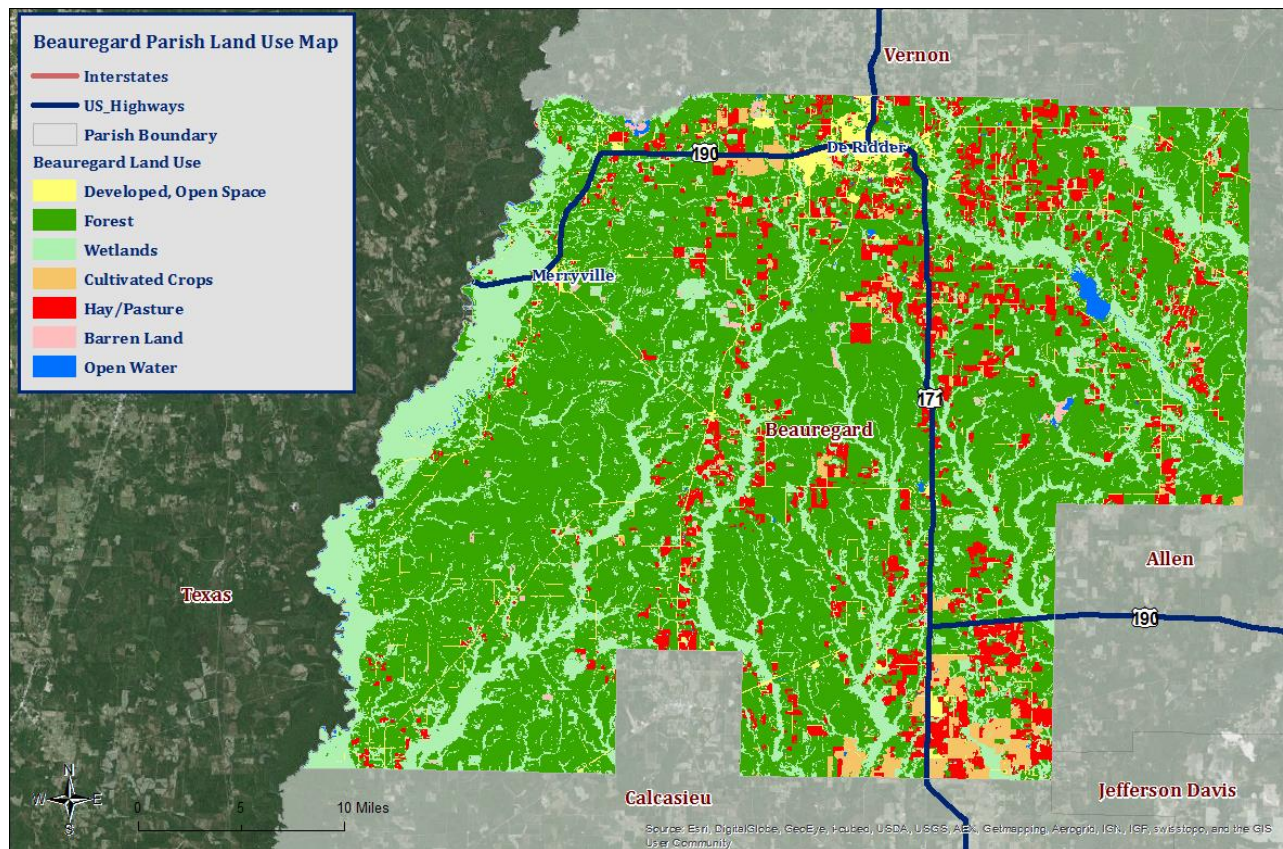 Beauregard Parish Land Use Map
Interstates
US_Highways
Parish Boundary
Beauregard Land Use
Developed, Open Space
Forest
Wetlands
Cultivated Crops
Hay/Pasture
Barren Land
Open Water
Vernon
190
De Ridder
Merryville
171
Beauregard
Texas
Allen
190
Calcasieu
Jefferson Davis
N
W E
S
0 5 10 Miles
Source: Esri, DigitalGlobe, GeoEye, i-cubed, USDA, USGS, AEX, Getmapping, Aerogrid, IGN, IGP, swisstopo, and the GIS
User Community